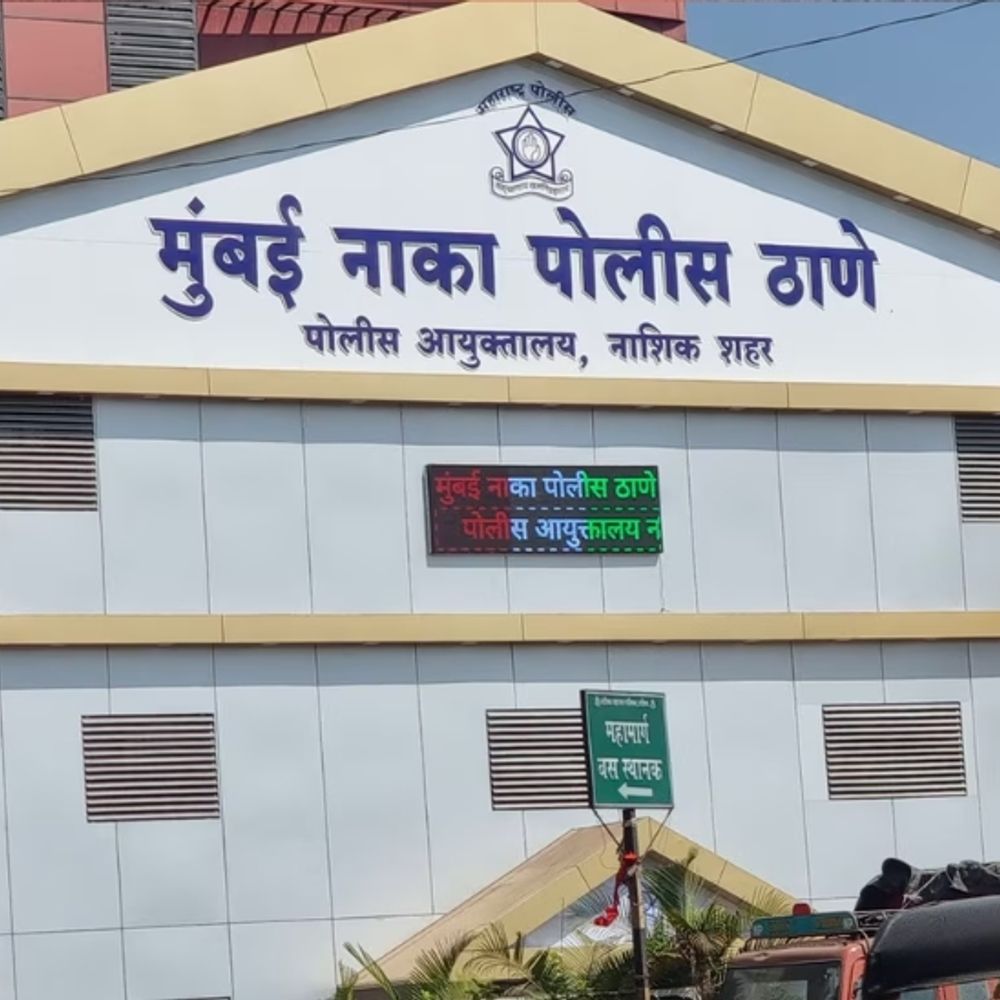 महाराष्ट्र पोलीस
मुंबई नाका पोलीस ठाणे
पोलीस आयुक्तालय, नाशिक शहर
मुंबई नाका पोलीस ठाणे
पोलीस आयुक्तालय न
महामार्ग
बस स्थानक